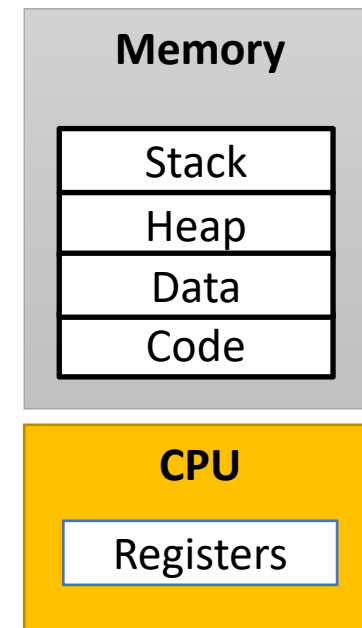 Memory
Stack
Heap
Data
Code
CPU
Registers